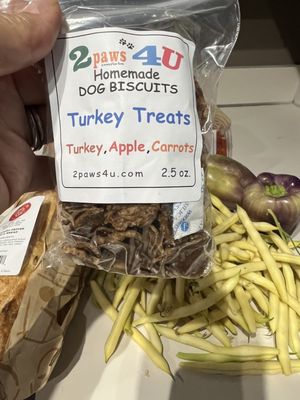 2paws 4U
Homemade
DOG BISCUITS
Turkey Treats
Turkey, Apple, Carrots
2paws4u.com 2.5 oz.